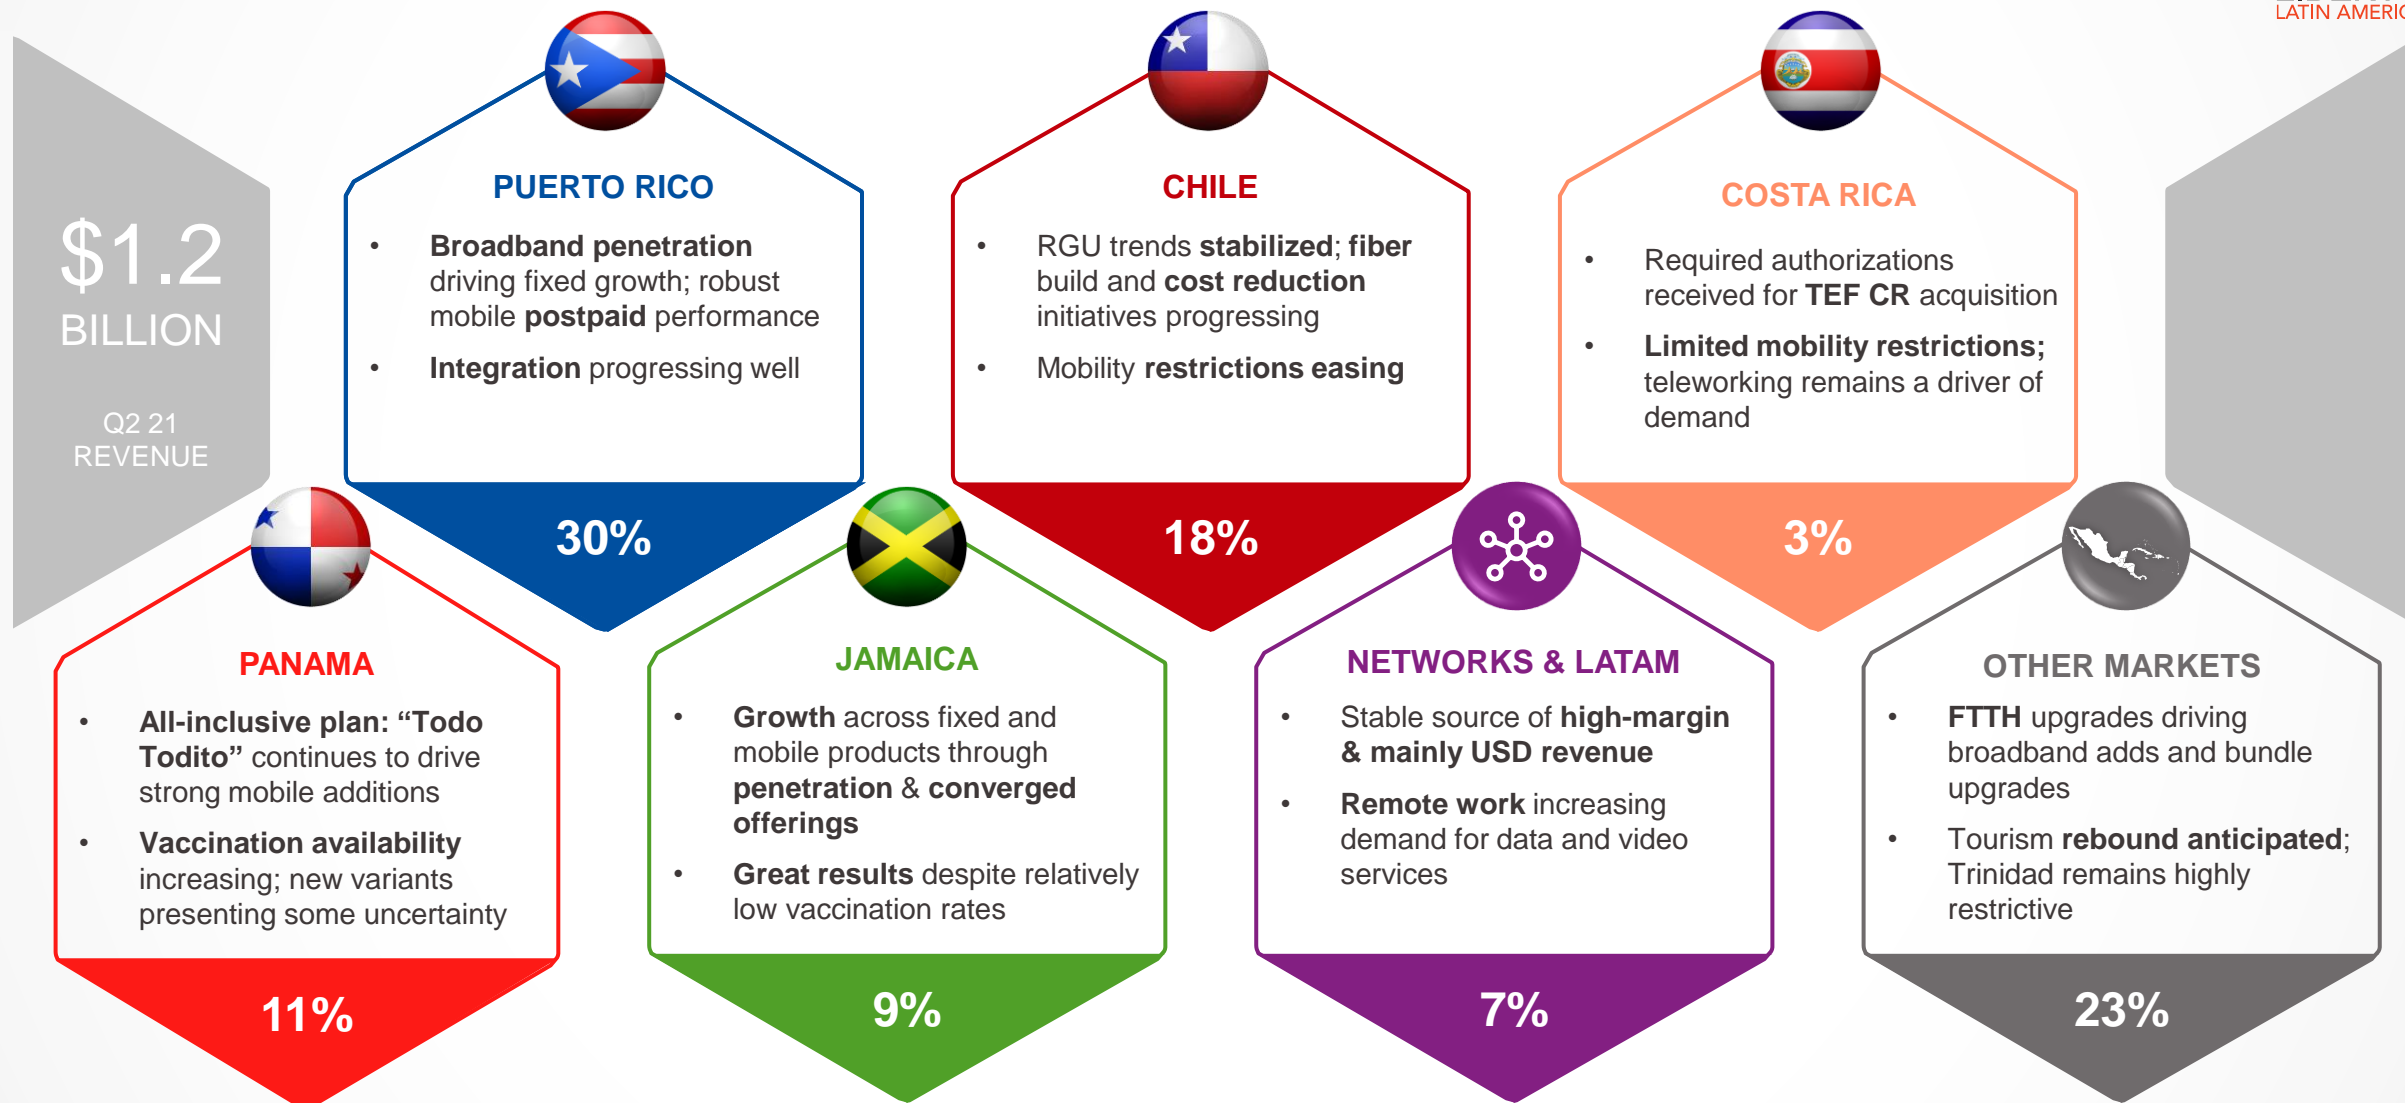 LATIN AMERIC
$1.2
BILLION
Q2 21
REVENUE
PUERTO RICO
• Broadband penetration
driving fixed growth; robust
mobile postpaid performance
• Integration progressing well
30%
CHILE
• RGU trends stabilized; fiber
build and cost reduction
initiatives progressing
• Mobility restrictions easing
18%
COSTA RICA
• Required authorizations
received for TEF CR acquisition
• Limited mobility restrictions;
teleworking remains a driver of
demand
3%
PANAMA
• All-inclusive plan: “Todo
Todito” continues to drive
strong mobile additions
• Vaccination availability
increasing; new variants
presenting some uncertainty
11%
JAMAICA
• Growth across fixed and
mobile products through
penetration & converged
offerings
• Great results despite relatively
low vaccination rates
9%
NETWORKS & LATAM
• Stable source of high-margin
& mainly USD revenue
• Remote work increasing
demand for data and video
services
7%
OTHER MARKETS
• FTTH upgrades driving
broadband adds and bundle
upgrades
• Tourism rebound anticipated;
Trinidad remains highly
restrictive
23%